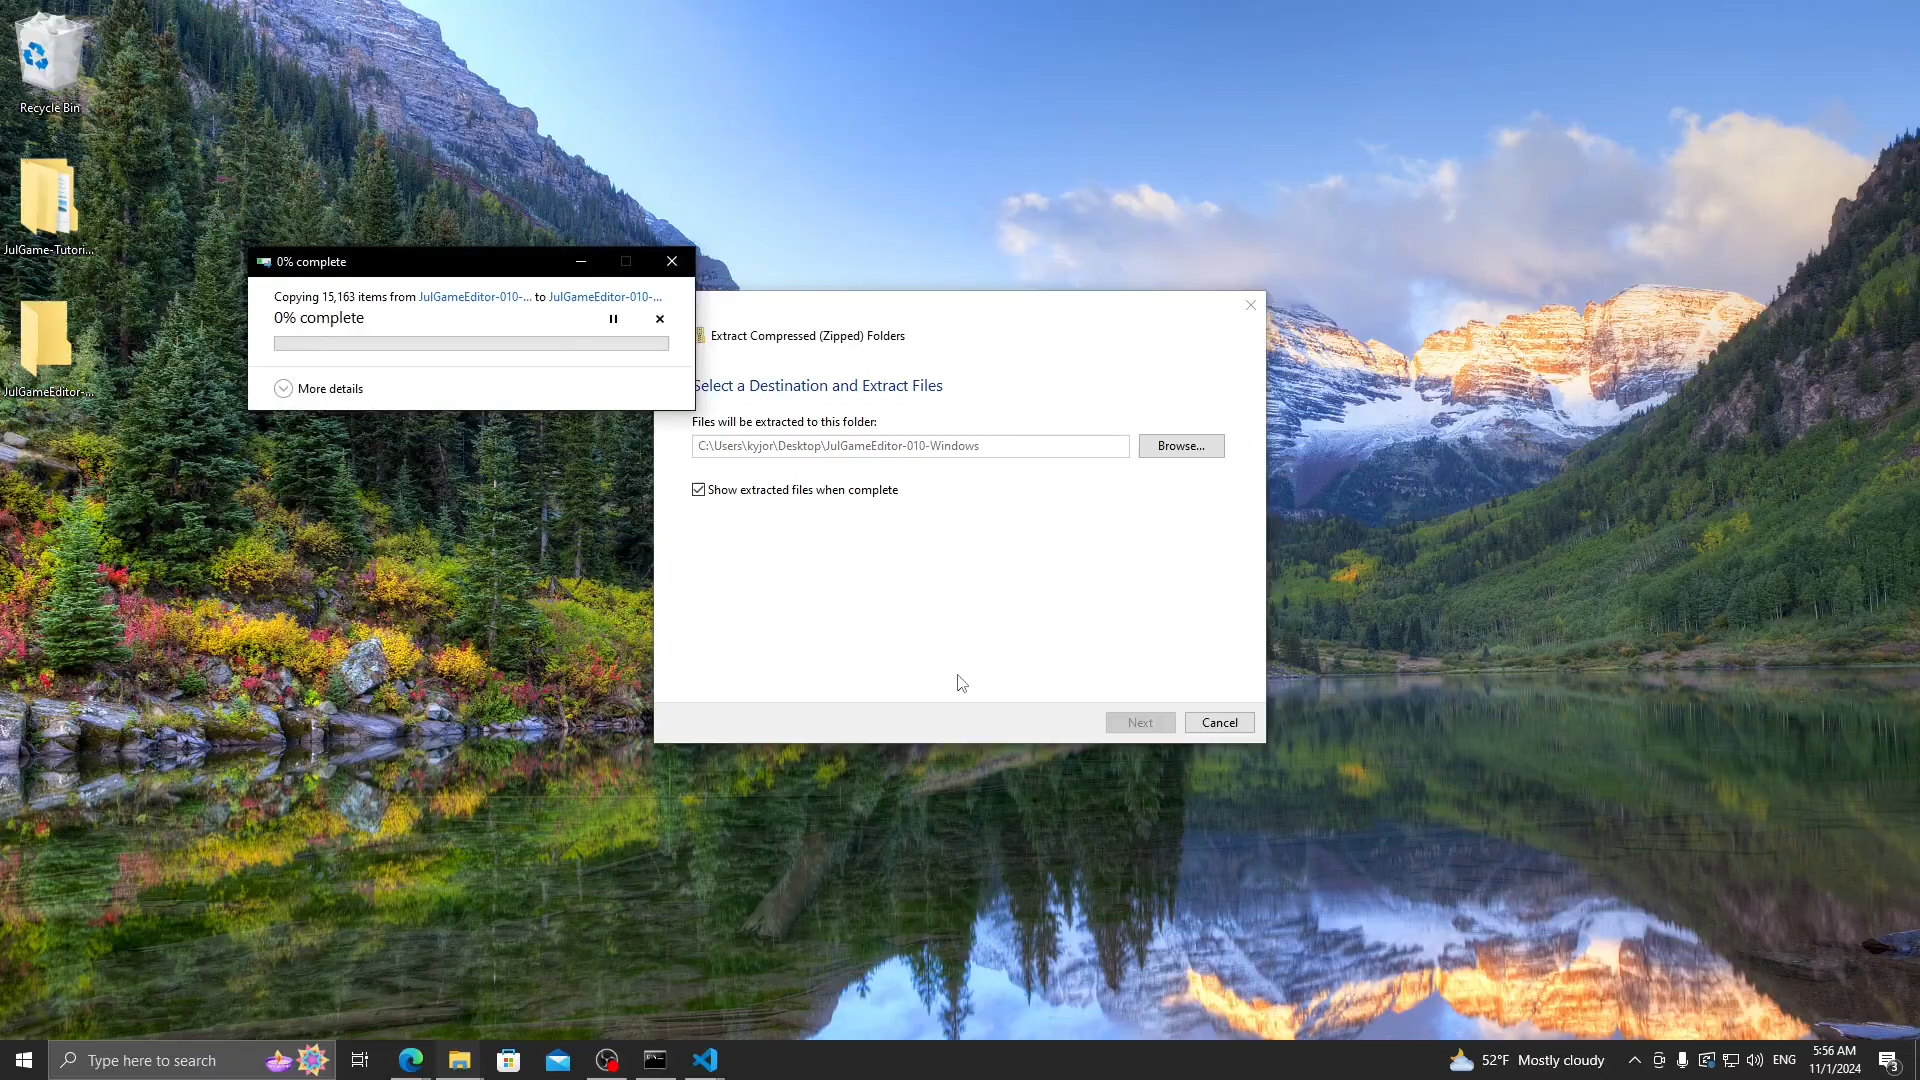 Recycle Bin
JulGame-Tutori...
JulGameEditor-...
0% complete
Copying 15,163 items from JulGameEditor-010-... to JulGameEditor-010-...
0% complete
More details
Extract Compressed (Zipped) Folders
Select a Destination and Extract Files
Files will be extracted to this folder:
C:\Users\kyjor\Desktop\JulGameEditor-010-Windows
Browse...
Show extracted files when complete
Next
Cancel
Type here to search
52°F Mostly cloudy
ENG
5:56 AM
11/1/2024
3